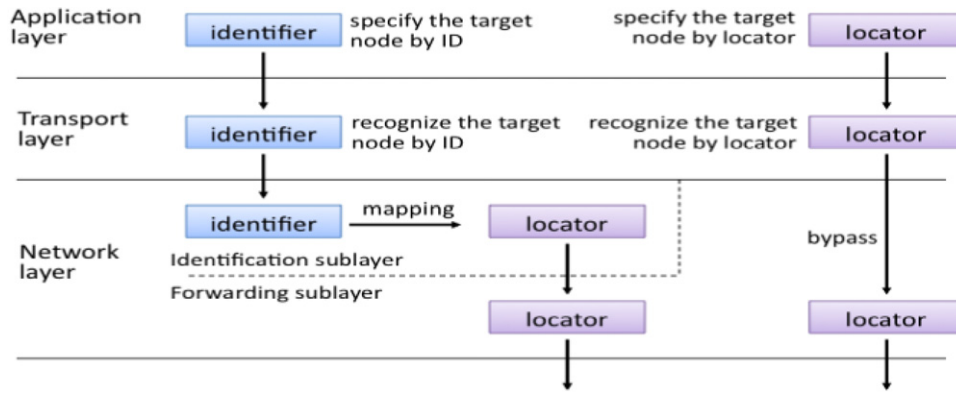 Application
layer
identifier
specify the target
node by ID
specify the target
node by locator
locator
Transport
layer
identifier
recognize the target
node by ID
recognize the target
node by locator
locator
Network
layer
identifier
mapping
locator
bypass
Identification sublayer
Forwarding sublayer
locator
locator